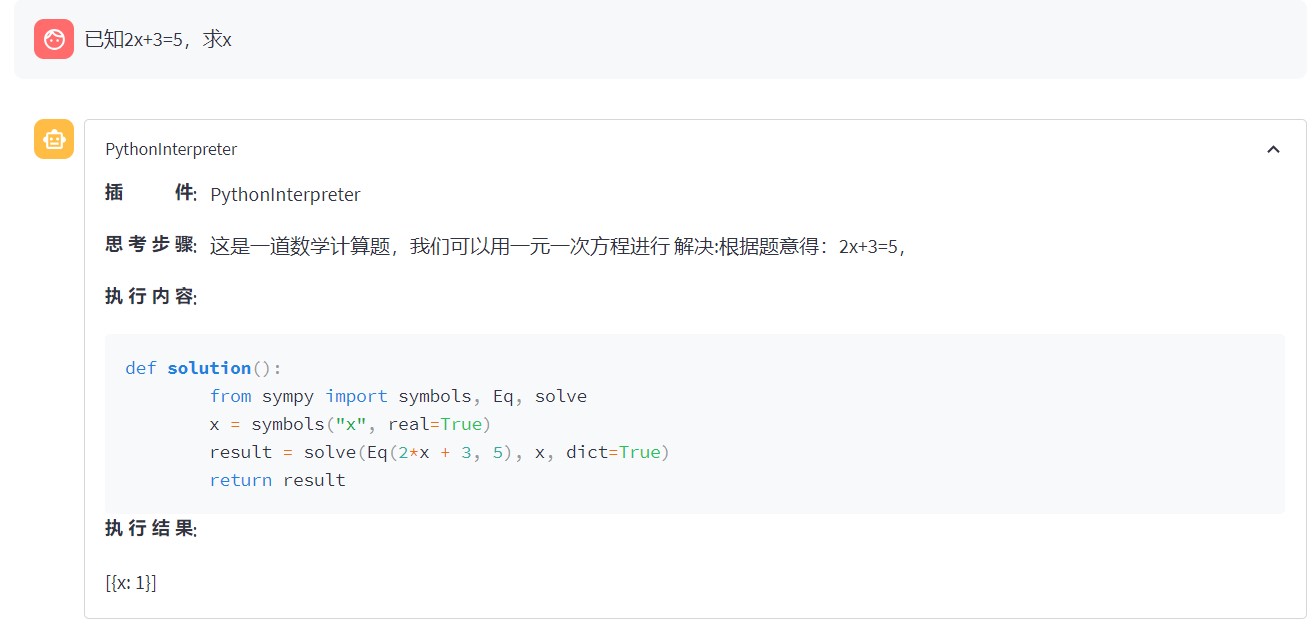 已知2x+3=5，求x
PythonInterpreter
插 件: PythonInterpreter
思 考 步 骤: 这是一道数学计算题，我们可以用一元一次方程进行 解决:根据题意得：2x+3=5，
执 行 内 容:
def solution():
        from sympy import symbols, Eq, solve
        x = symbols("x", real=True)
        result = solve(Eq(2*x + 3, 5), x, dict=True)
        return result
执 行 结 果:
[{x: 1}]